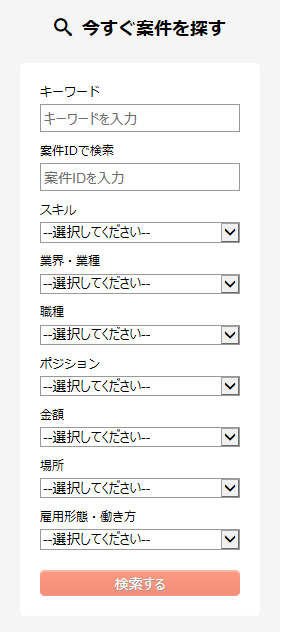 今すぐ案件を探す
キーワード
キーワードを入力
案件IDで検索
案件IDを入力
スキル
--選択してください--
業界・業種
--選択してください--
職種
--選択してください--
ポジション
--選択してください--
金額
--選択してください--
場所
--選択してください--
雇用形態・働き方
--選択してください--
検索する